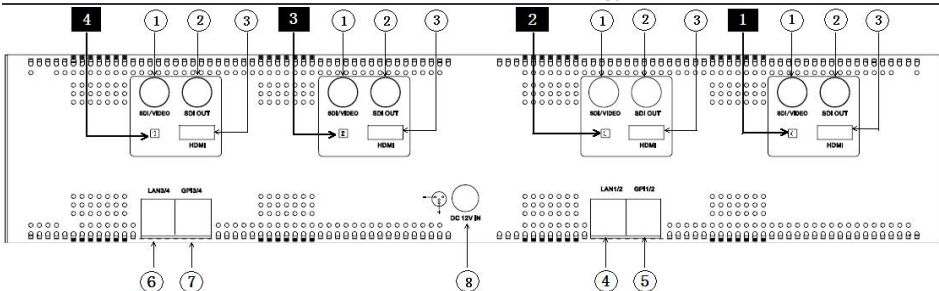 4 ① ② ③ 3 ① ② ③ 2 ① ② ③ 1 ① ② ③
SDI/VIDEO SDI OUT SDI/VIDEO SDI OUT SDI/VIDEO SDI OUT SDI/VIDEO SDI OUT
HDMI HDMI HDMI HDMI
LAN3/4 GPI3/4 LAN1/2 GPI1/2
DC 12V IN
⑥ ⑦ ⑧ ④ ⑤